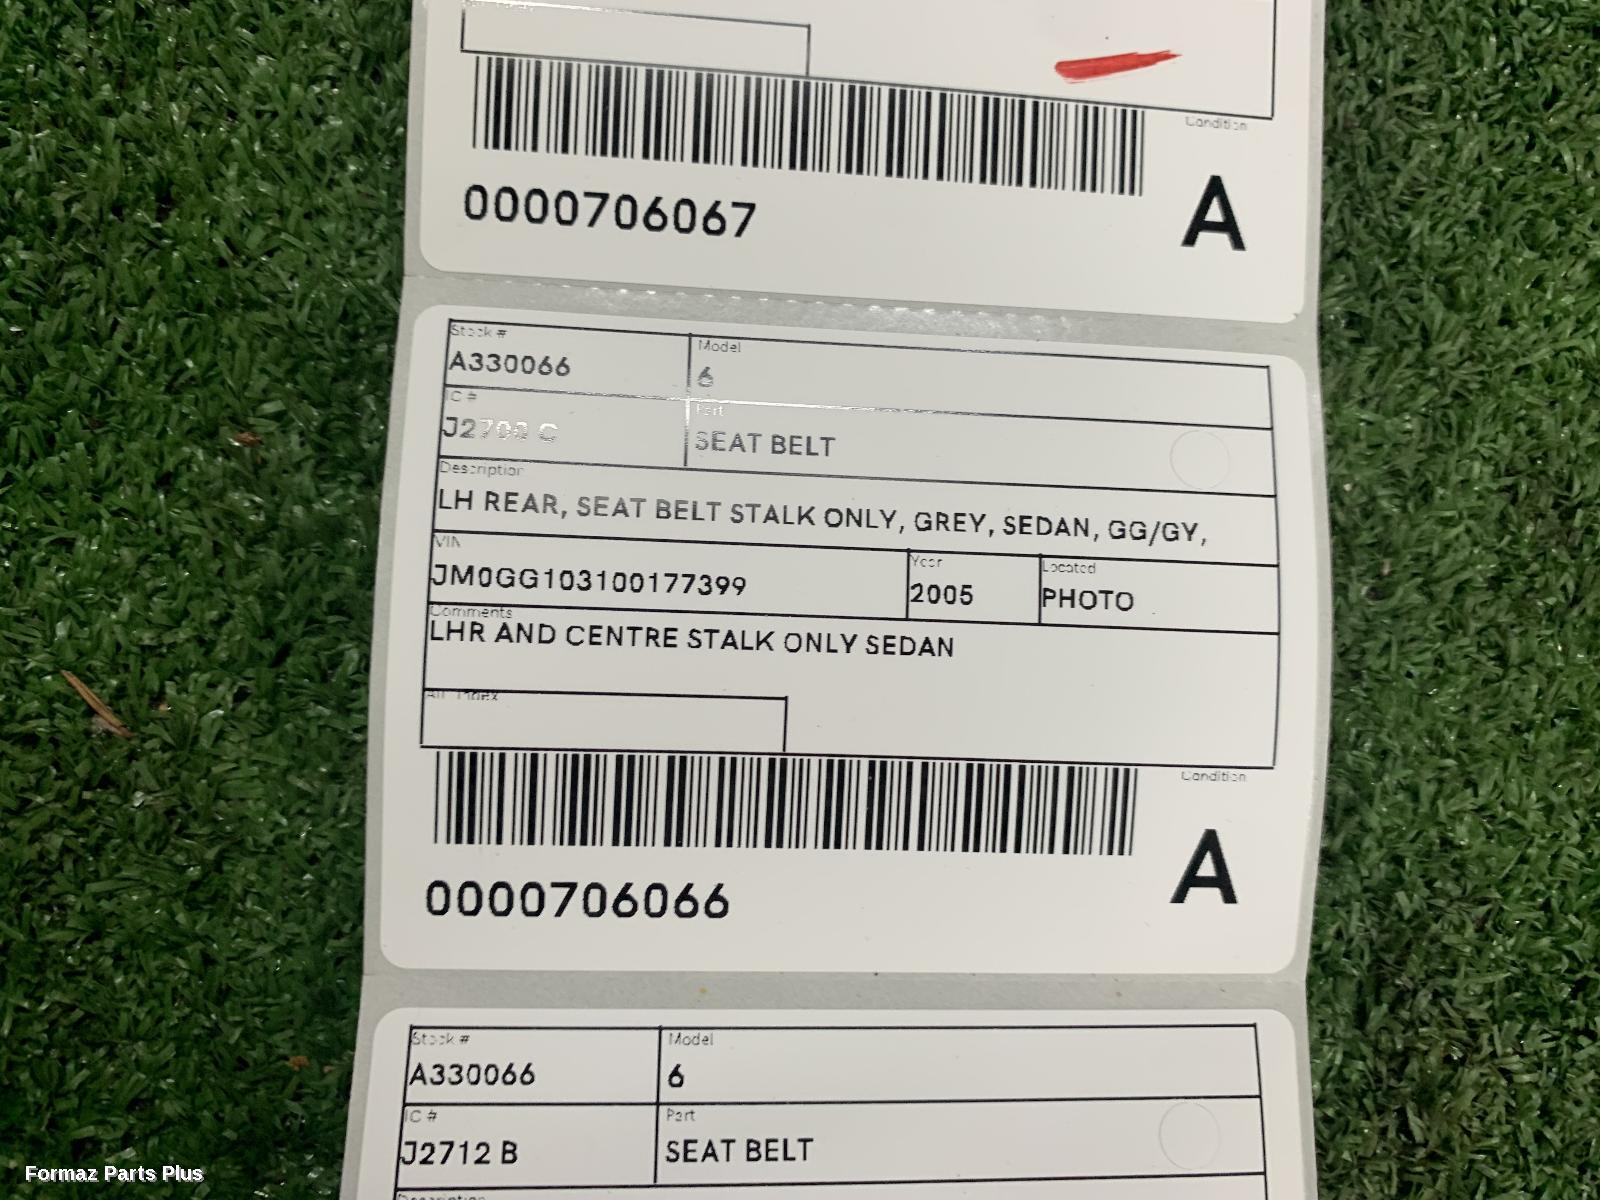 Condition
A
0000706067
Stock #
A330066
Model
6
IC #
J2700 C
Part
SEAT BELT
Description
LH REAR, SEAT BELT STALK ONLY, GREY, SEDAN, GG/GY,
VIN
JM0GG103100177399
Year
2005
Located
PHOTO
Comments
LHR AND CENTRE STALK ONLY SEDAN
Condition
A
0000706066
Stock #
A330066
Model
6
IC #
J2712 B
Part
SEAT BELT
Description
Formaz Parts Plus